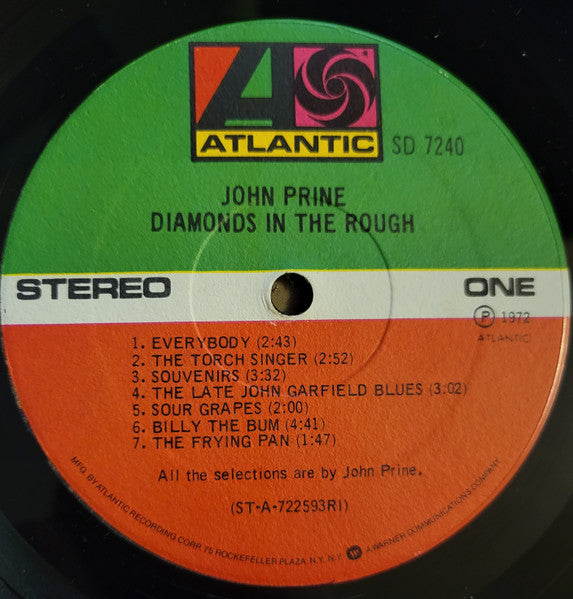 ATLANTIC
SD 7240
JOHN PRINE
DIAMONDS IN THE ROUGH
STEREO
ONE
Ⓟ 1972
ATLANTIC
1. EVERYBODY (2:43)
2. THE TORCH SINGER (2:52)
3. SOUVENIRS (3:32)
4. THE LATE JOHN GARFIELD BLUES (3:02)
5. SOUR GRAPES (2:00)
6. BILLY THE BUM (4:41)
7. THE FRYING PAN (1:47)
All the selections are by John Prine.
(ST-A-722593RI)
MFG. BY ATLANTIC RECORDING CORP. 75 ROCKEFELLER PLAZA, N.Y. N.Y. A WARNER COMMUNICATIONS COMPANY